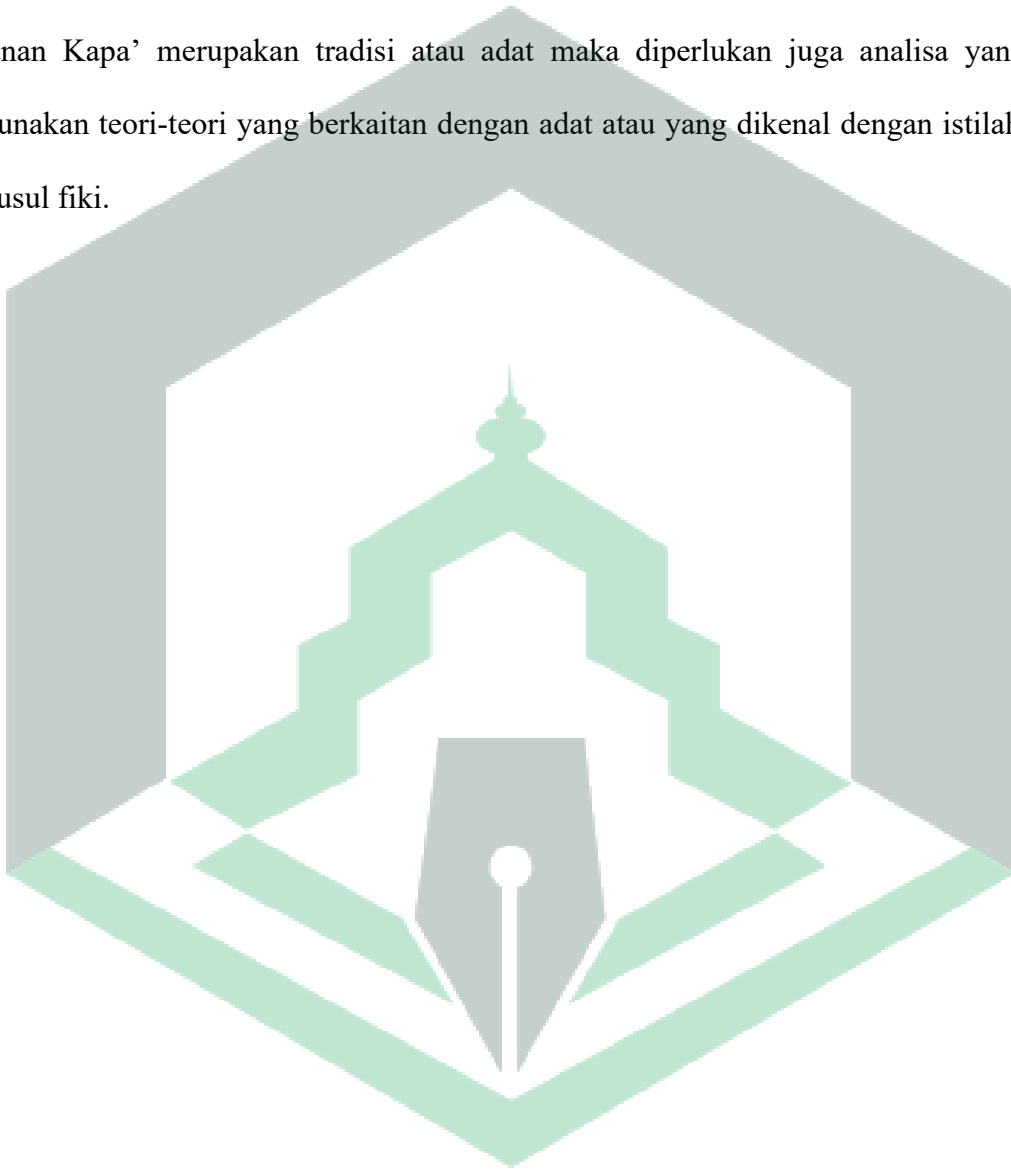 nan Kapa’ merupakan tradisi atau adat maka diperlukan juga analisa yan
unakan teori-teori yang berkaitan dengan adat atau yang dikenal dengan istilah
usul fiki.